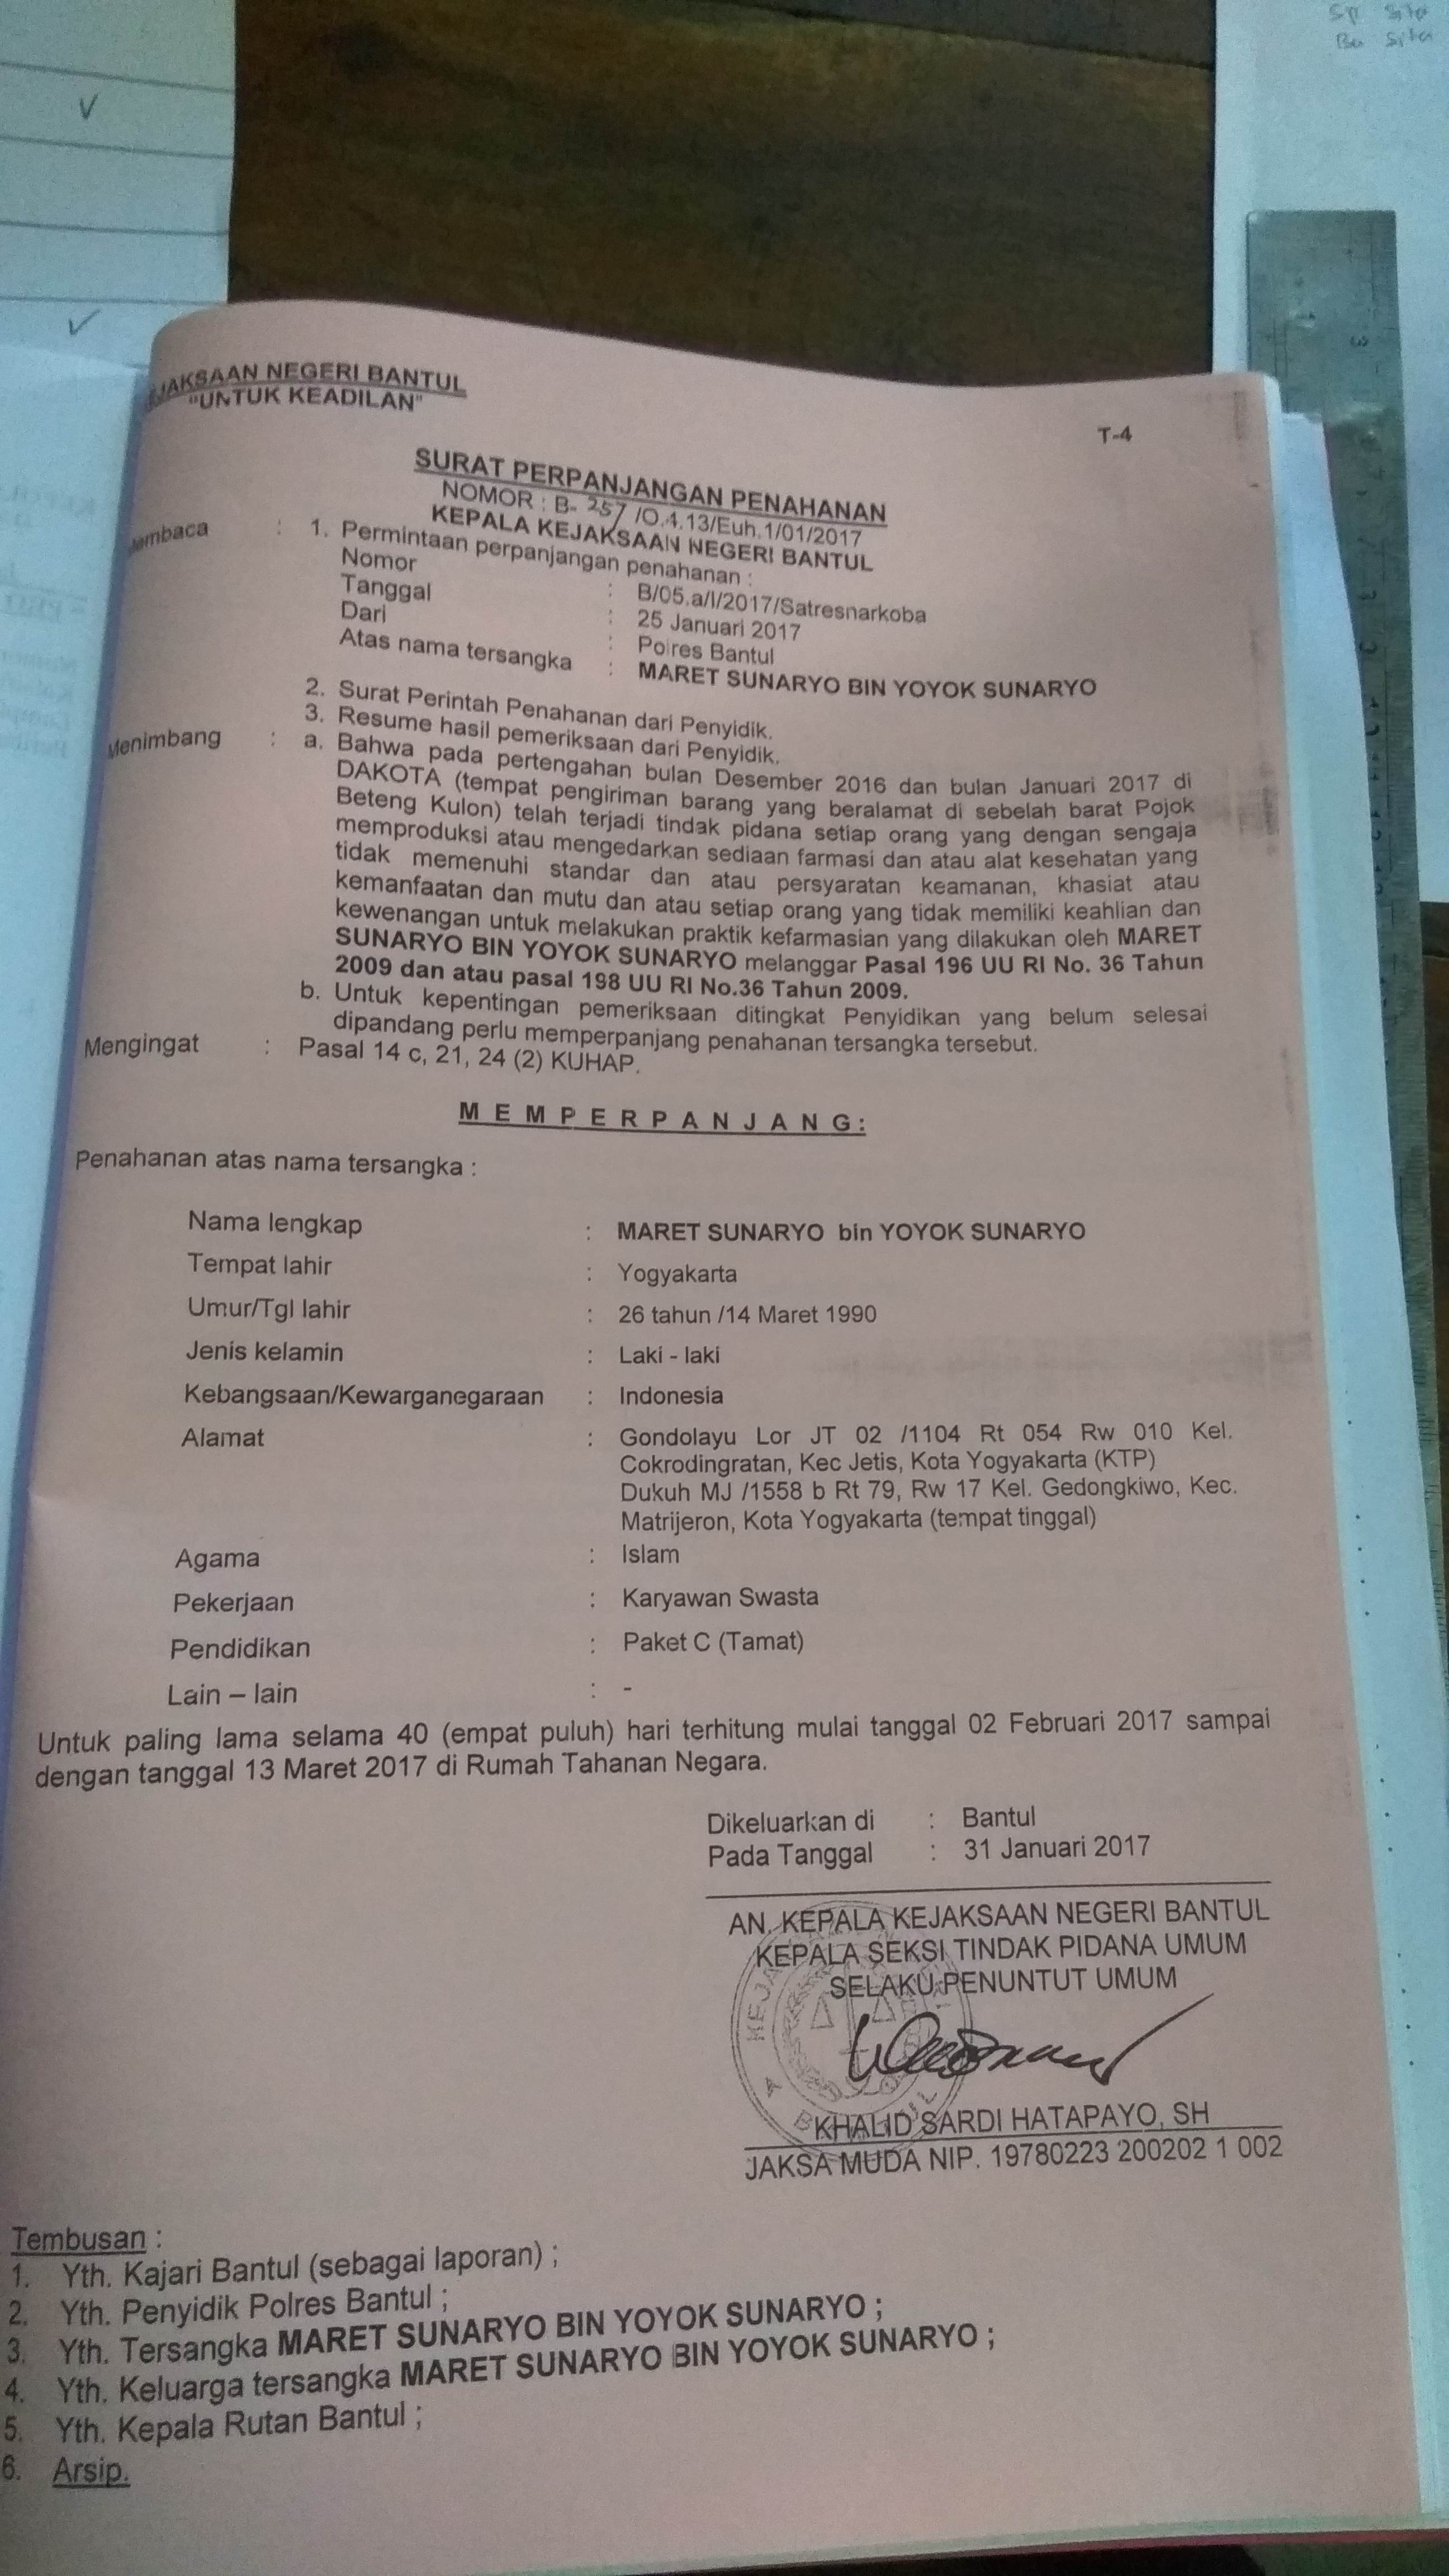 JAKSAAN NEGERI BANTUL
"UNTUK KEADILAN"
T-4
SURAT PERPANJANGAN PENAHANAN
NOMOR : B- 257 /O.4.13/Euh.1/01/2017
KEPALA KEJAKSAAN NEGERI BANTUL
embaca : 1. Permintaan perpanjangan penahanan :
Nomor : B/05.a/I/2017/Satresnarkoba
Tanggal : 25 Januari 2017
Dari : Polres Bantul
Atas nama tersangka : MARET SUNARYO BIN YOYOK SUNARYO
2. Surat Perintah Penahanan dari Penyidik.
3. Resume hasil pemeriksaan dari Penyidik.
Menimbang : a. Bahwa pada pertengahan bulan Desember 2016 dan bulan Januari 2017 di
DAKOTA (tempat pengiriman barang yang beralamat di sebelah barat Pojok
Beteng Kulon) telah terjadi tindak pidana setiap orang yang dengan sengaja
memproduksi atau mengedarkan sediaan farmasi dan atau alat kesehatan yang
tidak memenuhi standar dan atau persyaratan keamanan, khasiat atau
kemanfaatan dan mutu dan atau setiap orang yang tidak memiliki keahlian dan
kewenangan untuk melakukan praktik kefarmasian yang dilakukan oleh MARET
SUNARYO BIN YOYOK SUNARYO melanggar Pasal 196 UU RI No. 36 Tahun
2009 dan atau pasal 198 UU RI No.36 Tahun 2009.
b. Untuk kepentingan pemeriksaan ditingkat Penyidikan yang belum selesai
dipandang perlu memperpanjang penahanan tersangka tersebut.
Mengingat : Pasal 14 c, 21, 24 (2) KUHAP.
M E M P E R P A N J A N G :
Penahanan atas nama tersangka :
Nama lengkap : MARET SUNARYO bin YOYOK SUNARYO
Tempat lahir : Yogyakarta
Umur/Tgl lahir : 26 tahun /14 Maret 1990
Jenis kelamin : Laki - laki
Kebangsaan/Kewarganegaraan : Indonesia
Alamat : Gondolayu Lor JT 02 /1104 Rt 054 Rw 010 Kel.
Cokrodingratan, Kec Jetis, Kota Yogyakarta (KTP)
Dukuh MJ /1558 b Rt 79, Rw 17 Kel. Gedongkiwo, Kec.
Matrijeron, Kota Yogyakarta (tempat tinggal)
Agama : Islam
Pekerjaan : Karyawan Swasta
Pendidikan : Paket C (Tamat)
Lain – lain : -
Untuk paling lama selama 40 (empat puluh) hari terhitung mulai tanggal 02 Februari 2017 sampai
dengan tanggal 13 Maret 2017 di Rumah Tahanan Negara.
Dikeluarkan di : Bantul
Pada Tanggal : 31 Januari 2017
AN. KEPALA KEJAKSAAN NEGERI BANTUL
KEPALA SEKSI TINDAK PIDANA UMUM
SELAKU PENUNTUT UMUM
KHALID SARDI HATAPAYO, SH
JAKSA MUDA NIP. 19780223 200202 1 002
Tembusan :
1. Yth. Kajari Bantul (sebagai laporan) ;
2. Yth. Penyidik Polres Bantul ;
3. Yth. Tersangka MARET SUNARYO BIN YOYOK SUNARYO ;
4. Yth. Keluarga tersangka MARET SUNARYO BIN YOYOK SUNARYO ;
5. Yth. Kepala Rutan Bantul ;
6. Arsip.